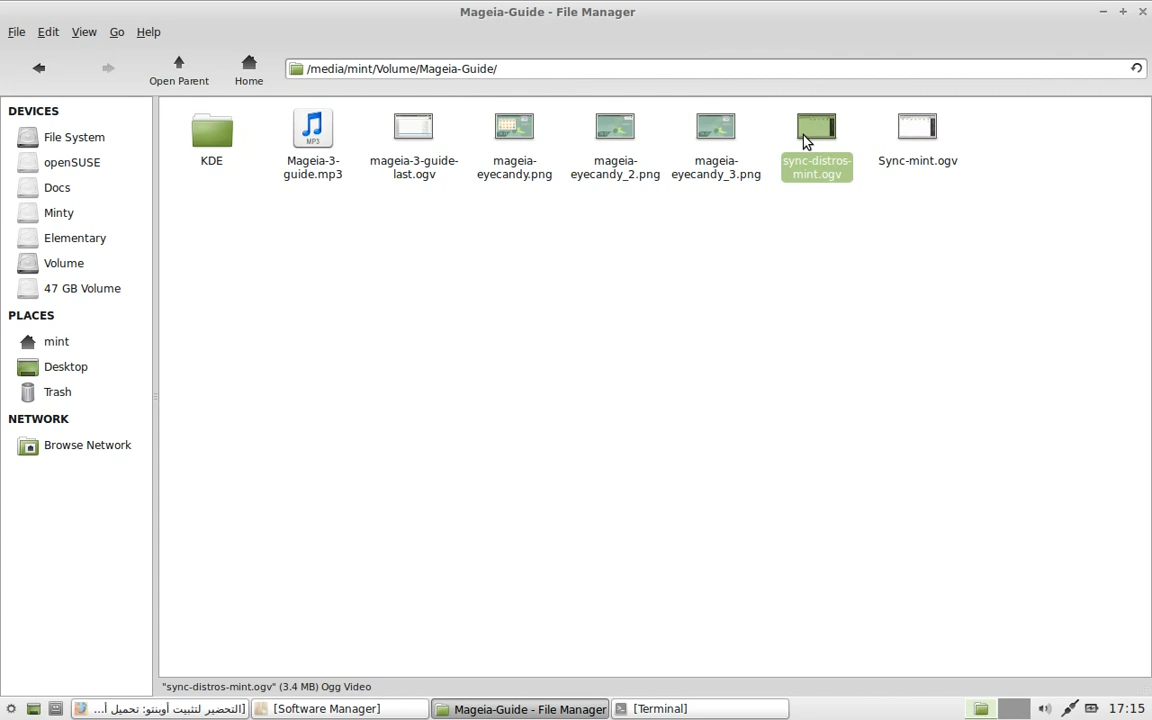 Mageia-Guide - File Manager
File Edit View Go Help
Open Parent Home /media/mint/Volume/Mageia-Guide/
DEVICES
File System
openSUSE
Docs
Minty
Elementary
Volume
47 GB Volume
PLACES
mint
Desktop
Trash
NETWORK
Browse Network
KDE
MP3
Mageia-3-
guide.mp3
mageia-3-guide-
last.ogv
mageia-
eyecandy.png
mageia-
eyecandy_2.png
mageia-
eyecandy_3.png
sync-distros-
mint.ogv
Sync-mint.ogv
"sync-distros-mint.ogv" (3.4 MB) Ogg Video
[التحضير لتثبيت أوبنتو: تحميل أ...
[Software Manager]
Mageia-Guide - File Manager
[Terminal]
17:15